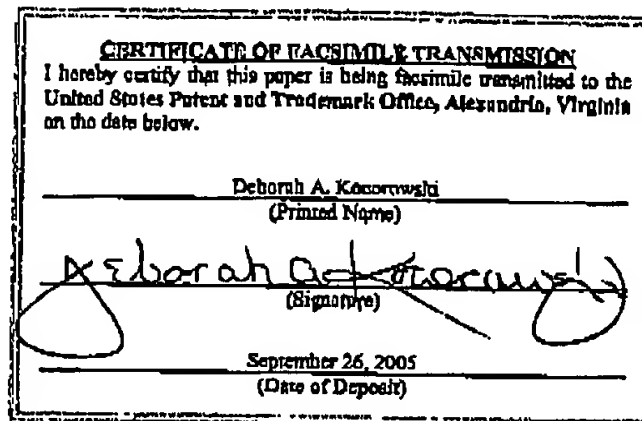 CERTIFICATE OF FACSIMILE TRANSMISSION
I hereby certify that this paper is being facsimile transmitted to the
United States Patent and Trademark Office, Alexandria, Virginia
on the date below.
Deborah A.
(Printed Name)
Deborah A.
(Signature)
September 26, 2005
(Date of Deposit)